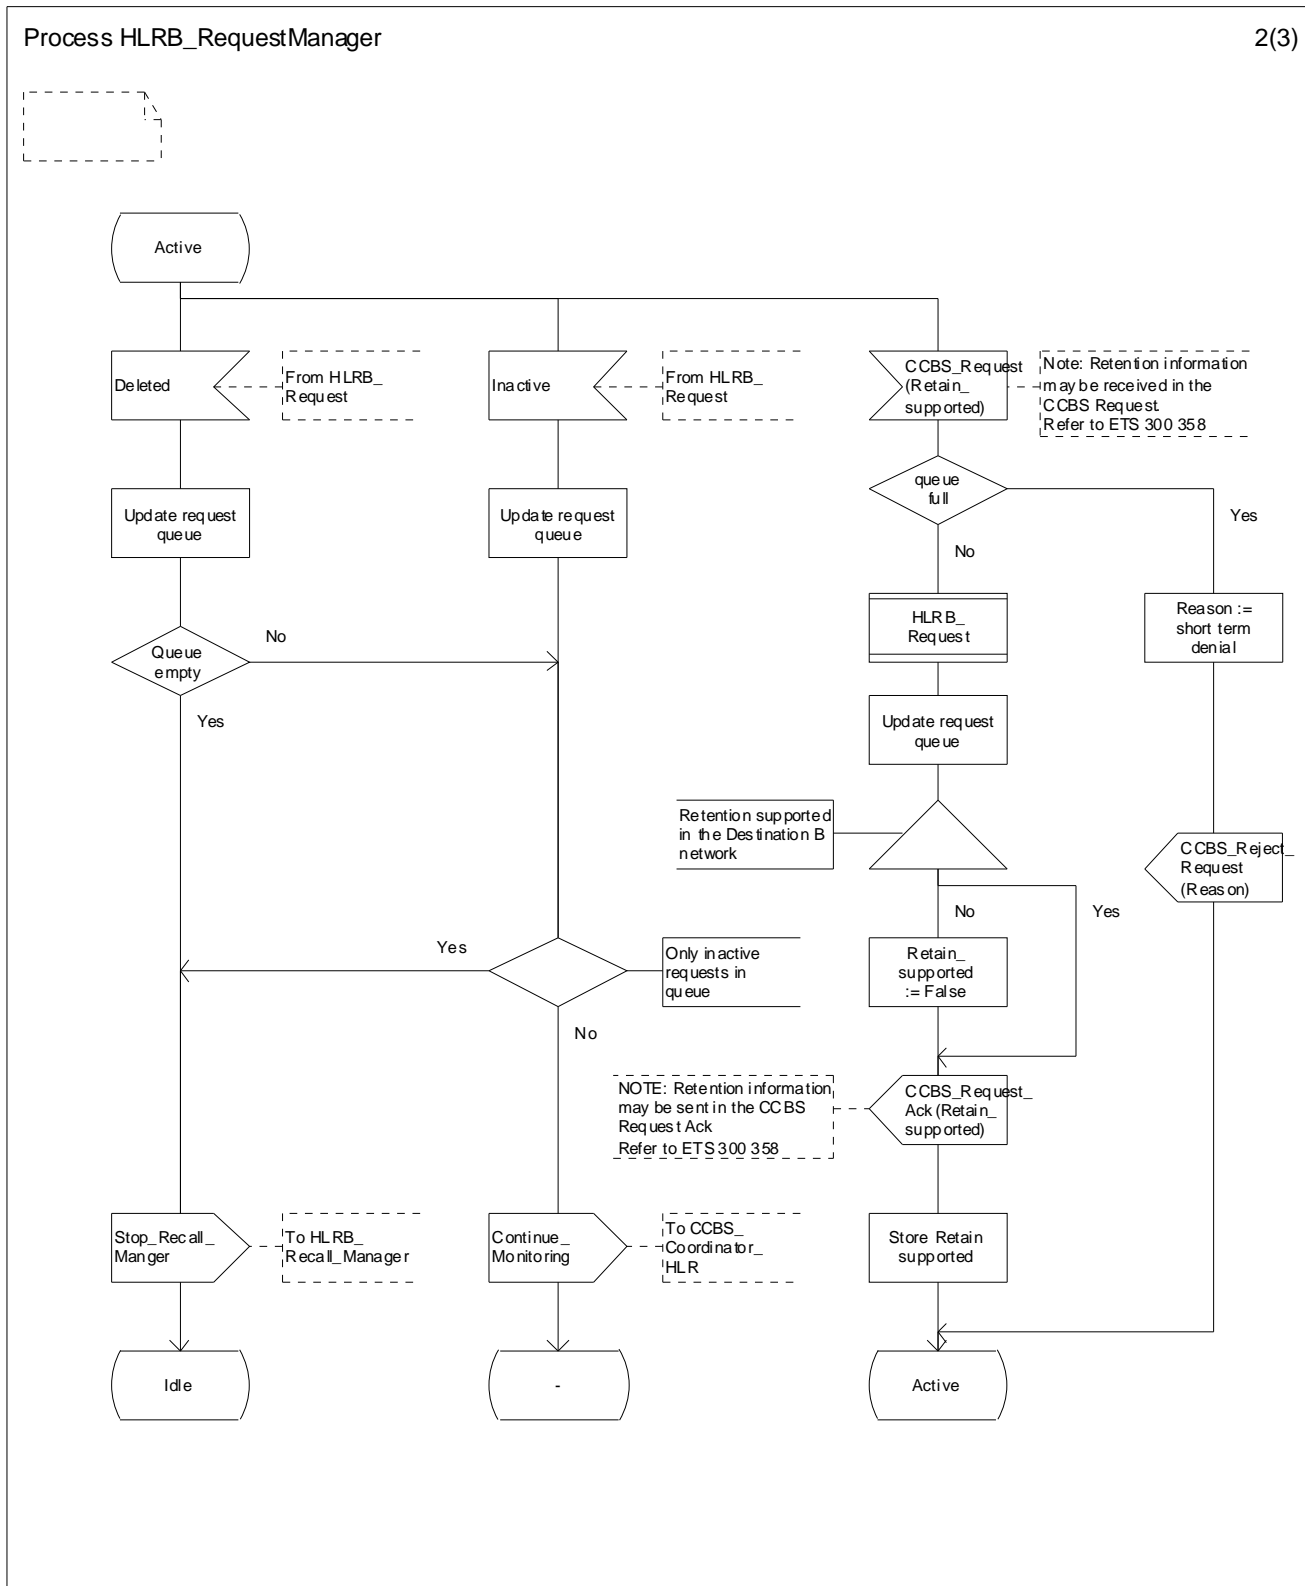 Process HLRB_RequestManager
2(3)
Active
Deleted
From HLRB_
Request
Inactive
From HLRB_
Request
CCBS_Request
(Retain_
supported)
Note: Retention information
may be received in the
CCBS Request.
Refer to ETS 300 358
Update request
queue
Update request
queue
queue
full
Yes
No
Reason :=
short term
denial
HLRB_
Request
Queue
empty
No
Yes
Update request
queue
Retention supported
in the Destination B
network
CCBS_Reject_
Request
(Reason)
No
Yes
Yes
Only inactive
requests in
queue
No
Retain_
supported
:= False
NOTE: Retention information
may be sent in the CCBS
Request Ack
Refer to ETS 300 358
CCBS_Request_
Ack (Retain_
supported)
Stop_Recall_
Manger
To HLRB_
Recall_Manager
Continue_
Monitoring
To CCBS_
Coordinator_
HLR
Store Retain
supported
Idle
-
Active